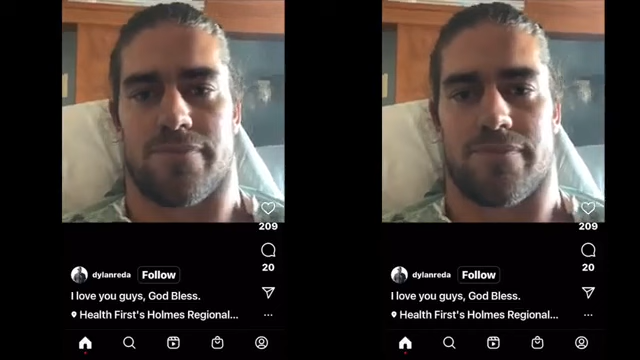 209
20
dylanreda Follow
I love you guys, God Bless.
Health First's Holmes Regional...
209
20
dylanreda Follow
I love you guys, God Bless.
Health First's Holmes Regional...